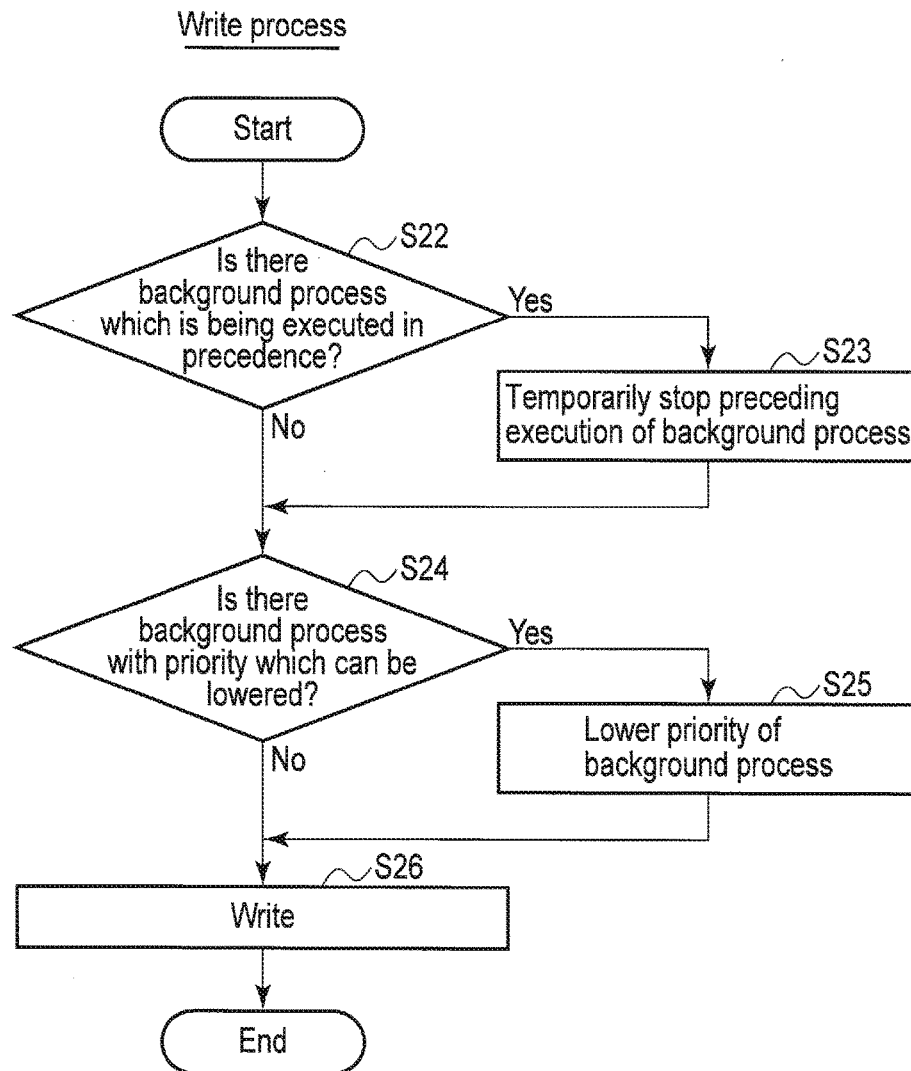 Write process
Start
S22
Is there
background process
which is being executed in
precedence?
Yes
No
S23
Temporarily stop preceding
execution of background process
S24
Is there
background process
with priority which can be
lowered?
Yes
No
S25
Lower priority of
background process
S26
Write
End